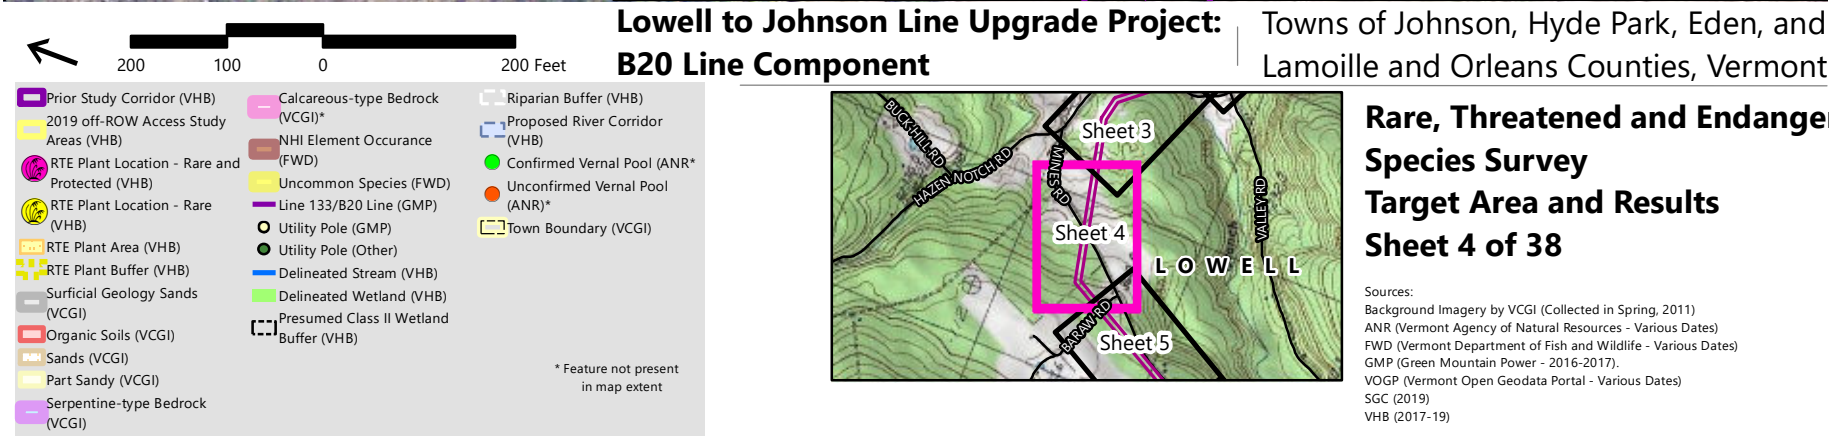 200 100 0 200 Feet
Lowell to Johnson Line Upgrade Project:
B20 Line Component
Towns of Johnson, Hyde Park, Eden, and
Lamoille and Orleans Counties, Vermont
Prior Study Corridor (VHB)
2019 off-ROW Access Study
Areas (VHB)
RTE Plant Location - Rare and
Protected (VHB)
RTE Plant Location - Rare
(VHB)
RTE Plant Area (VHB)
RTE Plant Buffer (VHB)
Surficial Geology Sands
(VCGI)
Organic Soils (VCGI)
Sands (VCGI)
Part Sandy (VCGI)
Serpentine-type Bedrock
(VCGI)
Calcareous-type Bedrock
(VCGI)*
NHI Element Occurance
(FWD)
Uncommon Species (FWD)
Line 133/B20 Line (GMP)
Utility Pole (GMP)
Utility Pole (Other)
Delineated Stream (VHB)
Delineated Wetland (VHB)
Presumed Class II Wetland
Buffer (VHB)
Riparian Buffer (VHB)
Proposed River Corridor
(VHB)
Confirmed Vernal Pool (ANR*
Unconfirmed Vernal Pool
(ANR)*
Town Boundary (VCGI)
* Feature not present
in map extent
BUCK HILL RD
HAZEN NOTCH RD
MINES RD
VALLEY RD
BARAW RD
Sheet 3
Sheet 4
LOWELL
Sheet 5
Rare, Threatened and Endanger
Species Survey
Target Area and Results
Sheet 4 of 38
Sources:
Background Imagery by VCGI (Collected in Spring, 2011)
ANR (Vermont Agency of Natural Resources - Various Dates)
FWD (Vermont Department of Fish and Wildlife - Various Dates)
GMP (Green Mountain Power - 2016-2017).
VOGP (Vermont Open Geodata Portal - Various Dates)
SGC (2019)
VHB (2017-19)